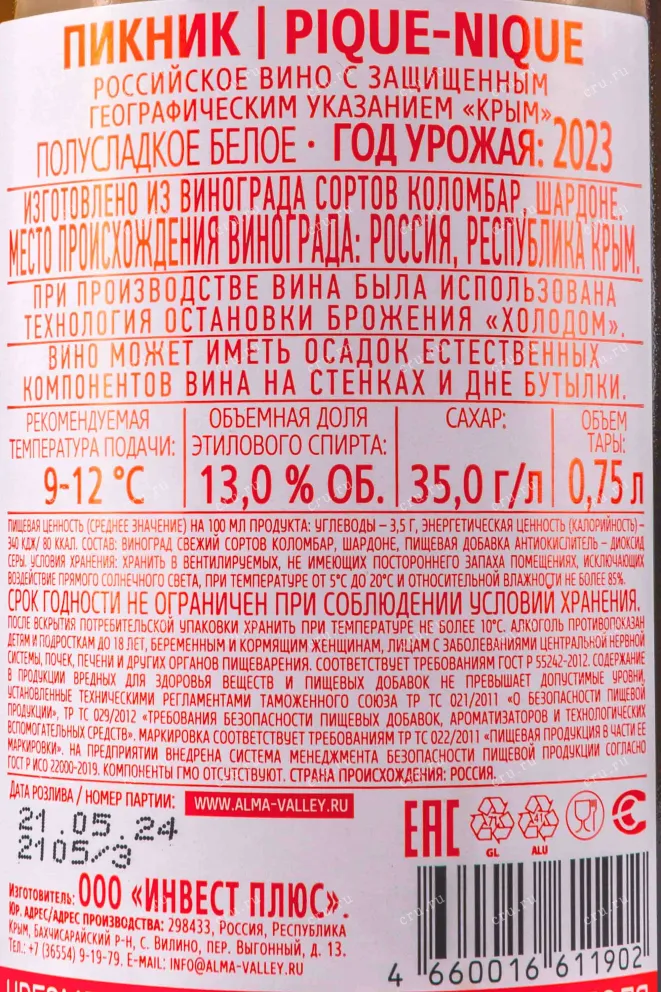 ПИКНИК | PIQUE-NIQUE
РОССИЙСКОЕ ВИНО С ЗАЩИЩЕННЫМ
ГЕОГРАФИЧЕСКИМ УКАЗАНИЕМ «КРЫМ»
ПОЛУСЛАДКОЕ БЕЛОЕ · ГОД УРОЖАЯ: 2023
ИЗГОТОВЛЕНО ИЗ ВИНОГРАДА СОРТОВ КОЛОМБАР, ШАРДОНЕ.
МЕСТО ПРОИСХОЖДЕНИЯ ВИНОГРАДА: РОССИЯ, РЕСПУБЛИКА КРЫМ.
ПРИ ПРОИЗВОДСТВЕ ВИНА БЫЛА ИСПОЛЬЗОВАНА
ТЕХНОЛОГИЯ ОСТАНОВКИ БРОЖЕНИЯ «ХОЛОДОМ».
ВИНО МОЖЕТ ИМЕТЬ ОСАДОК ЕСТЕСТВЕННЫХ
КОМПОНЕНТОВ ВИНА НА СТЕНКАХ И ДНЕ БУТЫЛКИ.
РЕКОМЕНДУЕМАЯ
ТЕМПЕРАТУРА ПОДАЧИ:
9-12 °C
ОБЪЕМНАЯ ДОЛЯ
ЭТИЛОВОГО СПИРТА:
13,0 % ОБ.
САХАР:
35,0 г/л
ОБЪЕМ
ТАРЫ:
0,75 л
ПИЩЕВАЯ ЦЕННОСТЬ (СРЕДНЕЕ ЗНАЧЕНИЕ) НА 100 МЛ ПРОДУКТА: УГЛЕВОДЫ – 3,5 Г, ЭНЕРГЕТИЧЕСКАЯ ЦЕННОСТЬ (КАЛОРИЙНОСТЬ) –
340 КДЖ/ 80 ККАЛ. СОСТАВ: ВИНОГРАД СВЕЖИЙ СОРТОВ КОЛОМБАР, ШАРДОНЕ, ПИЩЕВАЯ ДОБАВКА АНТИОКИСЛИТЕЛЬ – ДИОКСИД
СЕРЫ. УСЛОВИЯ ХРАНЕНИЯ: ХРАНИТЬ В ВЕНТИЛИРУЕМЫХ, НЕ ИМЕЮЩИХ ПОСТОРОННЕГО ЗАПАХА ПОМЕЩЕНИЯХ, ИСКЛЮЧАЮЩИХ
ВОЗДЕЙСТВИЕ ПРЯМОГО СОЛНЕЧНОГО СВЕТА, ПРИ ТЕМПЕРАТУРЕ ОТ 5°С ДО 20°С И ОТНОСИТЕЛЬНОЙ ВЛАЖНОСТИ НЕ БОЛЕЕ 85%.
СРОК ГОДНОСТИ НЕ ОГРАНИЧЕН ПРИ СОБЛЮДЕНИИ УСЛОВИЙ ХРАНЕНИЯ.
ПОСЛЕ ВСКРЫТИЯ ПОТРЕБИТЕЛЬСКОЙ УПАКОВКИ ХРАНИТЬ ПРИ ТЕМПЕРАТУРЕ НЕ БОЛЕЕ 10°С. АЛКОГОЛЬ ПРОТИВОПОКАЗАН
ДЕТЯМ И ПОДРОСТКАМ ДО 18 ЛЕТ, БЕРЕМЕННЫМ И КОРМЯЩИМ ЖЕНЩИНАМ, ЛИЦАМ С ЗАБОЛЕВАНИЯМИ ЦЕНТРАЛЬНОЙ НЕРВНОЙ
СИСТЕМЫ, ПОЧЕК, ПЕЧЕНИ И ДРУГИХ ОРГАНОВ ПИЩЕВАРЕНИЯ. СООТВЕТСТВУЕТ ТРЕБОВАНИЯМ ГОСТ Р 55242-2012. СОДЕРЖАНИЕ
В ПРОДУКЦИИ ВРЕДНЫХ ДЛЯ ЗДОРОВЬЯ ВЕЩЕСТВ И ПИЩЕВЫХ ДОБАВОК НЕ ПРЕВЫШАЕТ ДОПУСТИМЫЕ УРОВНИ,
УСТАНОВЛЕННЫЕ ТЕХНИЧЕСКИМИ РЕГЛАМЕНТАМИ ТАМОЖЕННОГО СОЮЗА ТР ТС 021/2011 «О БЕЗОПАСНОСТИ ПИЩЕВОЙ
ПРОДУКЦИИ», ТР ТС 029/2012 «ТРЕБОВАНИЯ БЕЗОПАСНОСТИ ПИЩЕВЫХ ДОБАВОК, АРОМАТИЗАТОРОВ И ТЕХНОЛОГИЧЕСКИХ
ВСПОМОГАТЕЛЬНЫХ СРЕДСТВ». МАРКИРОВКА СООТВЕТСТВУЕТ ТРЕБОВАНИЯМ ТР ТС 022/2011 «ПИЩЕВАЯ ПРОДУКЦИЯ В ЧАСТИ ЕЕ
МАРКИРОВКИ». НА ПРЕДПРИЯТИИ ВНЕДРЕНА СИСТЕМА МЕНЕДЖМЕНТА БЕЗОПАСНОСТИ ПИЩЕВОЙ ПРОДУКЦИИ СОГЛАСНО
ГОСТ Р ИСО 22000-2019. КОМПОНЕНТЫ ГМО ОТСУТСТВУЮТ. СТРАНА ПРОИСХОЖДЕНИЯ: РОССИЯ.
ДАТА РОЗЛИВА / НОМЕР ПАРТИИ:
WWW.ALMA-VALLEY.RU
21.05.24
2105/3
ЕАС
71
GL
41
ALU
ИЗГОТОВИТЕЛЬ: ООО «ИНВЕСТ ПЛЮС».
ЮР. АДРЕС/АДРЕС ПРОИЗВОДСТВА: 298433, РОССИЯ, РЕСПУБЛИКА
КРЫМ, БАХЧИСАРАЙСКИЙ Р-Н, С. ВИЛИНО, ПЕР. ВЫГОННЫЙ, Д. 13.
ТЕЛ.: +7 (36554) 9-19-79. E-MAIL: INFO@ALMA-VALLEY.RU
4 660016 611902
cru.ru